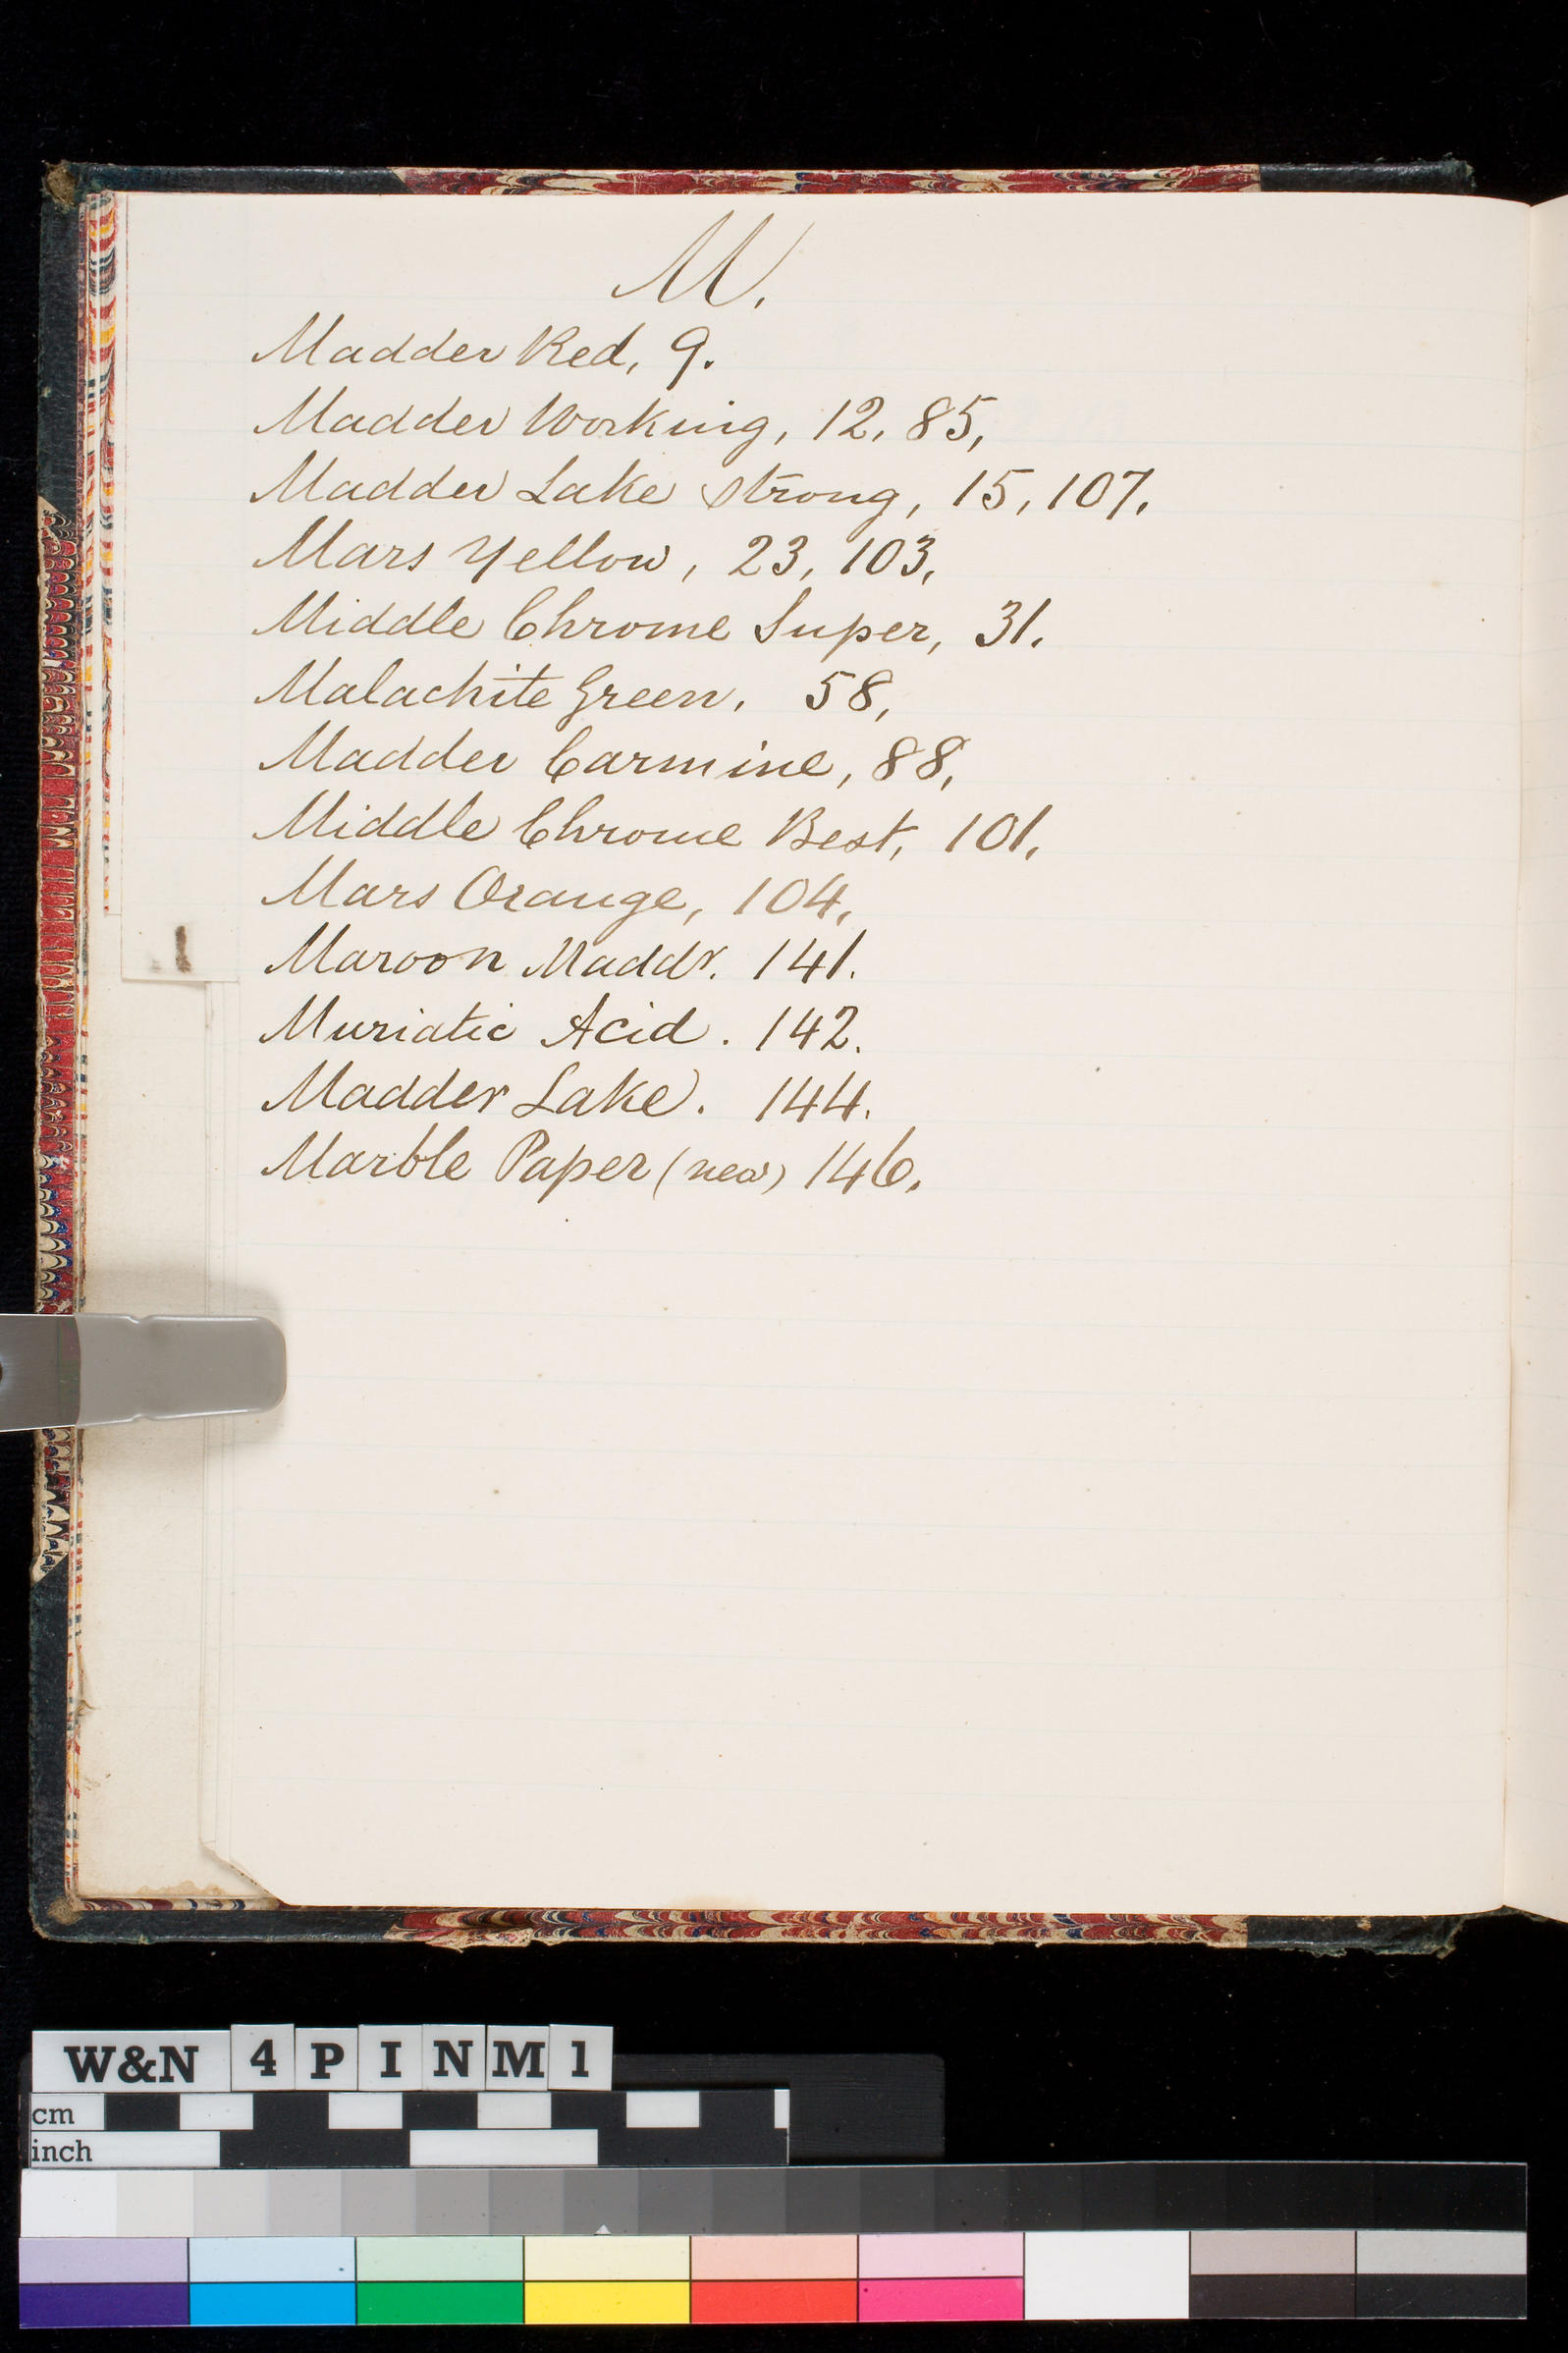 M.
Madder Red, 9.
Madder Working, 12, 85,
Madder Lake strong, 15, 107.
Mars Yellow, 23, 103,
Middle Chrome Super, 31.
Malachite Green, 58,
Madder Carmine, 88,
Middle Chrome Best, 101,
Mars Orange, 104,
Maroon Maddr. 141.
Muriatic Acid. 142.
Madder Lake. 144.
Marble Paper (new) 146.
W&N 4 P I N M 1
cm
inch